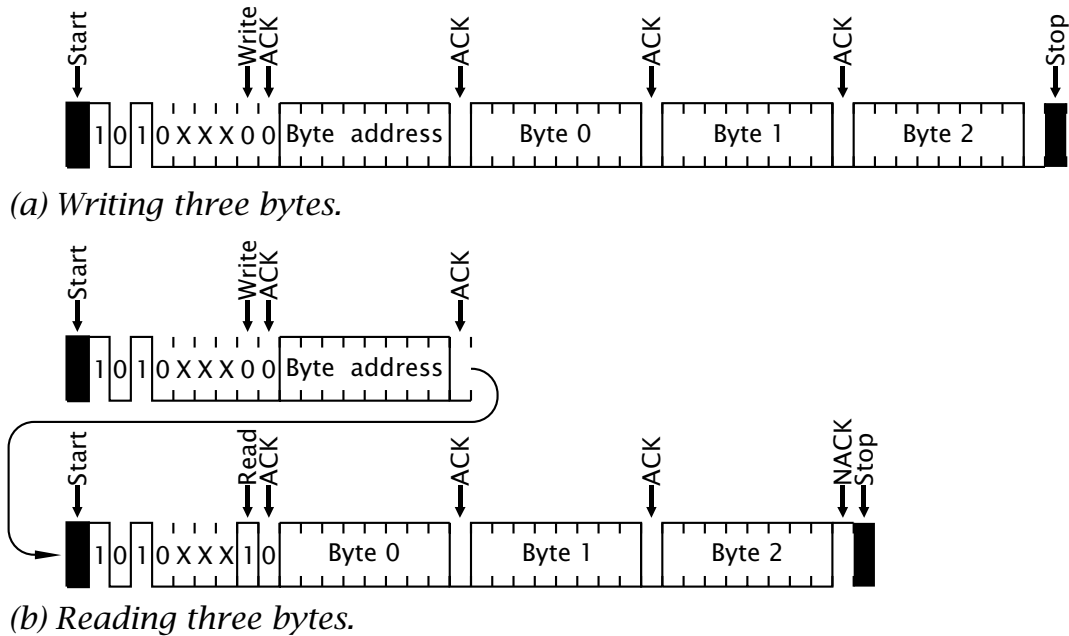 Start Write ACK ACK ACK ACK Stop
1 0 1 0 X X X 0 0 Byte address Byte 0 Byte 1 Byte 2
(a) Writing three bytes.
Start Write ACK ACK
1 0 1 0 X X X 0 0 Byte address
Start Read ACK ACK ACK NACK Stop
1 0 1 0 X X X 1 0 Byte 0 Byte 1 Byte 2
(b) Reading three bytes.